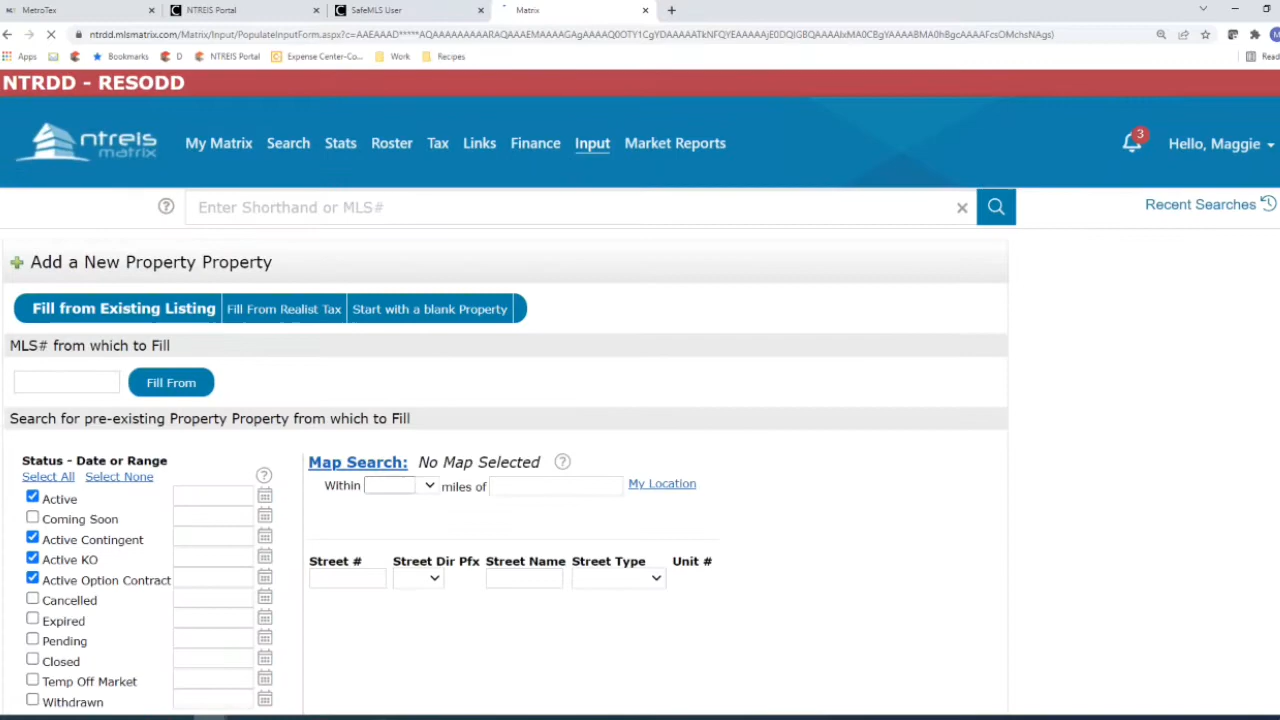 MetroTex
NTREIS Portal
SafeMLS User
Matrix
ntrdd.mlsmatrix.com/Matrix/Input/PopulateInputForm.aspx?c=AAEAAAD*****AQAAAAAAAAARAQAAAEMAAAAGAgAAAAQ0OTY1CgYDAAAAATkNFQYEAAAAAjE0DQIGBQAAAAIxMA0CBgYAAAABMA0hBgcAAAAFcsOMchsNAgs)
Apps
Bookmarks
D
NTREIS Portal
Expense Center-Co...
Work
Recipes
Read
NTRDD - RESODD
ntreis matrix
My Matrix Search Stats Roster Tax Links Finance Input Market Reports
3
Hello, Maggie
Enter Shorthand or MLS#
Recent Searches
Add a New Property Property
Fill from Existing Listing Fill From Realist Tax Start with a blank Property
MLS# from which to Fill
Fill From
Search for pre-existing Property Property from which to Fill
Status - Date or Range
Select All Select None
Active
Coming Soon
Active Contingent
Active KO
Active Option Contract
Cancelled
Expired
Pending
Closed
Temp Off Market
Withdrawn
Map Search: No Map Selected
Within miles of My Location
Street # Street Dir Pfx Street Name Street Type Unit #